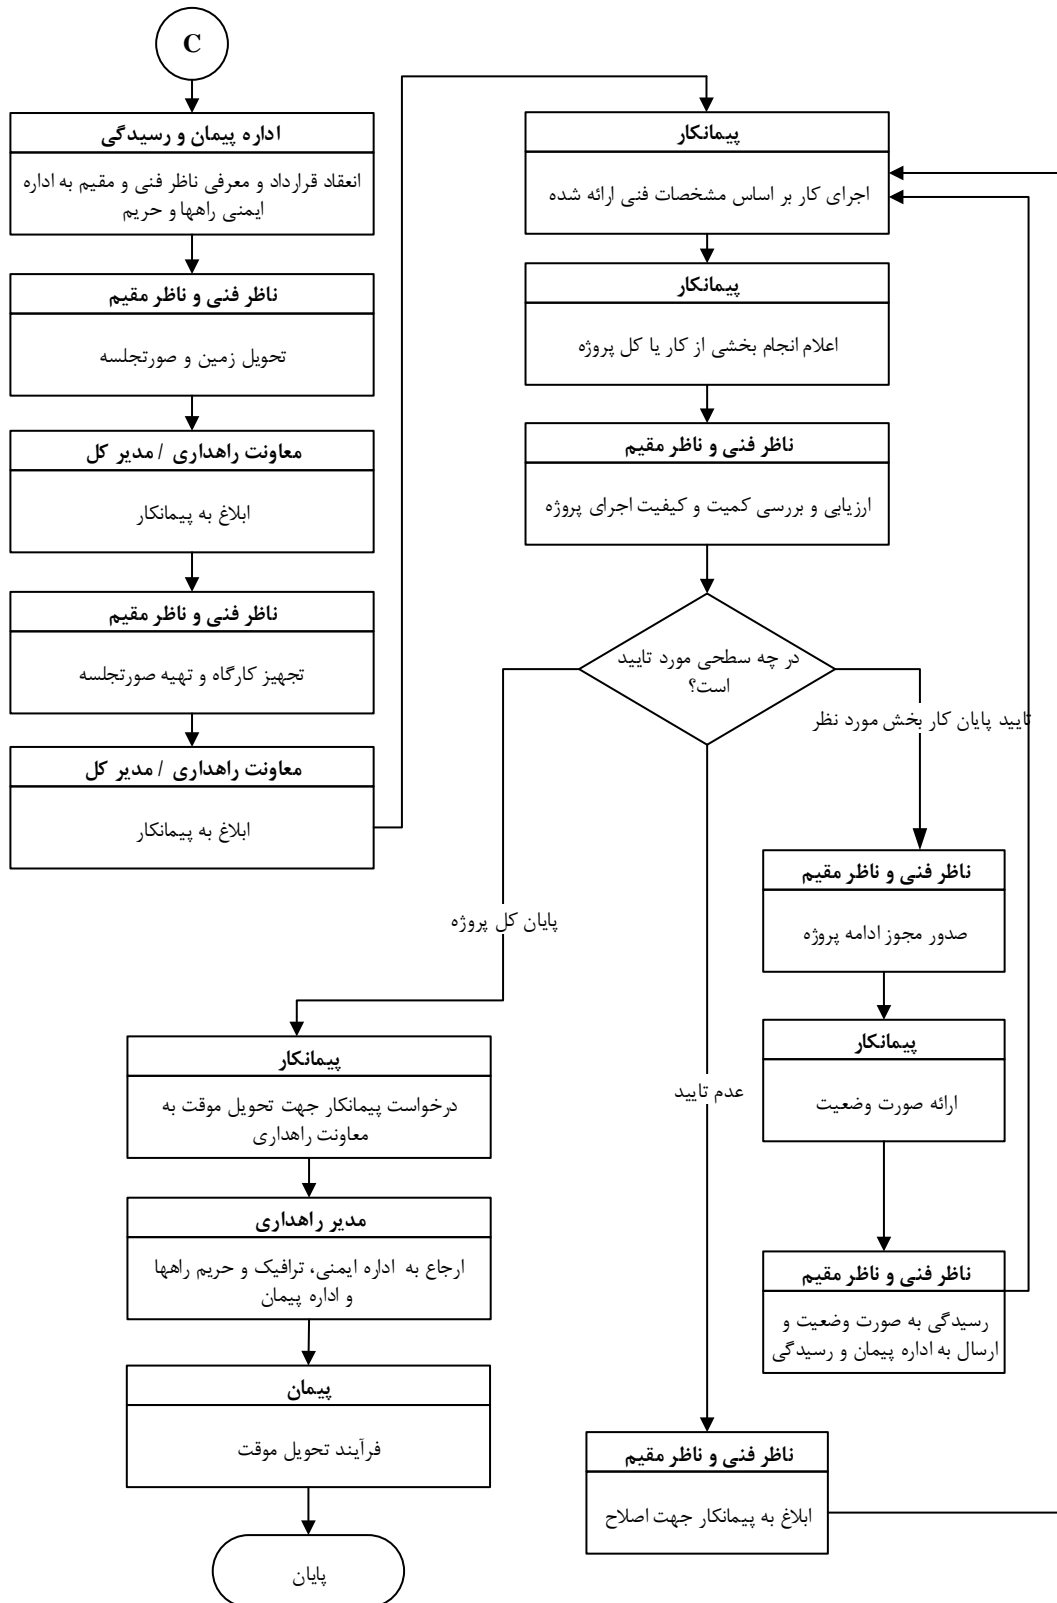 C
اداره پیمان و رسیدگی
انعقاد قرارداد و معرفی ناظر فنی و مقیم به اداره
ایمنی راهها و حریم
ناظر فنی و ناظر مقیم
تحویل زمین و صورتجلسه
معاونت راهداری / مدیر کل
ابلاغ به پیمانکار
ناظر فنی و ناظر مقیم
تجهیز کارگاه و تهیه صورتجلسه
معاونت راهداری / مدیر کل
ابلاغ به پیمانکار
پیمانکار
اجرای کار بر اساس مشخصات فنی ارائه شده
پیمانکار
اعلام انجام بخشی از کار یا کل پروژه
ناظر فنی و ناظر مقیم
ارزیابی و بررسی کمیت و کیفیت اجرای پروژه
در چه سطحی مورد تایید
است؟
تایید پایان کار بخش مورد نظر
ناظر فنی و ناظر مقیم
صدور مجوز ادامه پروژه
پیمانکار
ارائه صورت وضعیت
ناظر فنی و ناظر مقیم
رسیدگی به صورت وضعیت و
ارسال به اداره پیمان و رسیدگی
عدم تایید
ناظر فنی و ناظر مقیم
ابلاغ به پیمانکار جهت اصلاح
پایان کل پروژه
پیمانکار
درخواست پیمانکار جهت تحویل موقت به
معاونت راهداری
مدیر راهداری
ارجاع به اداره ایمنی، ترافیک و حریم راهها
و اداره پیمان
پیمان
فرآیند تحویل موقت
پایان